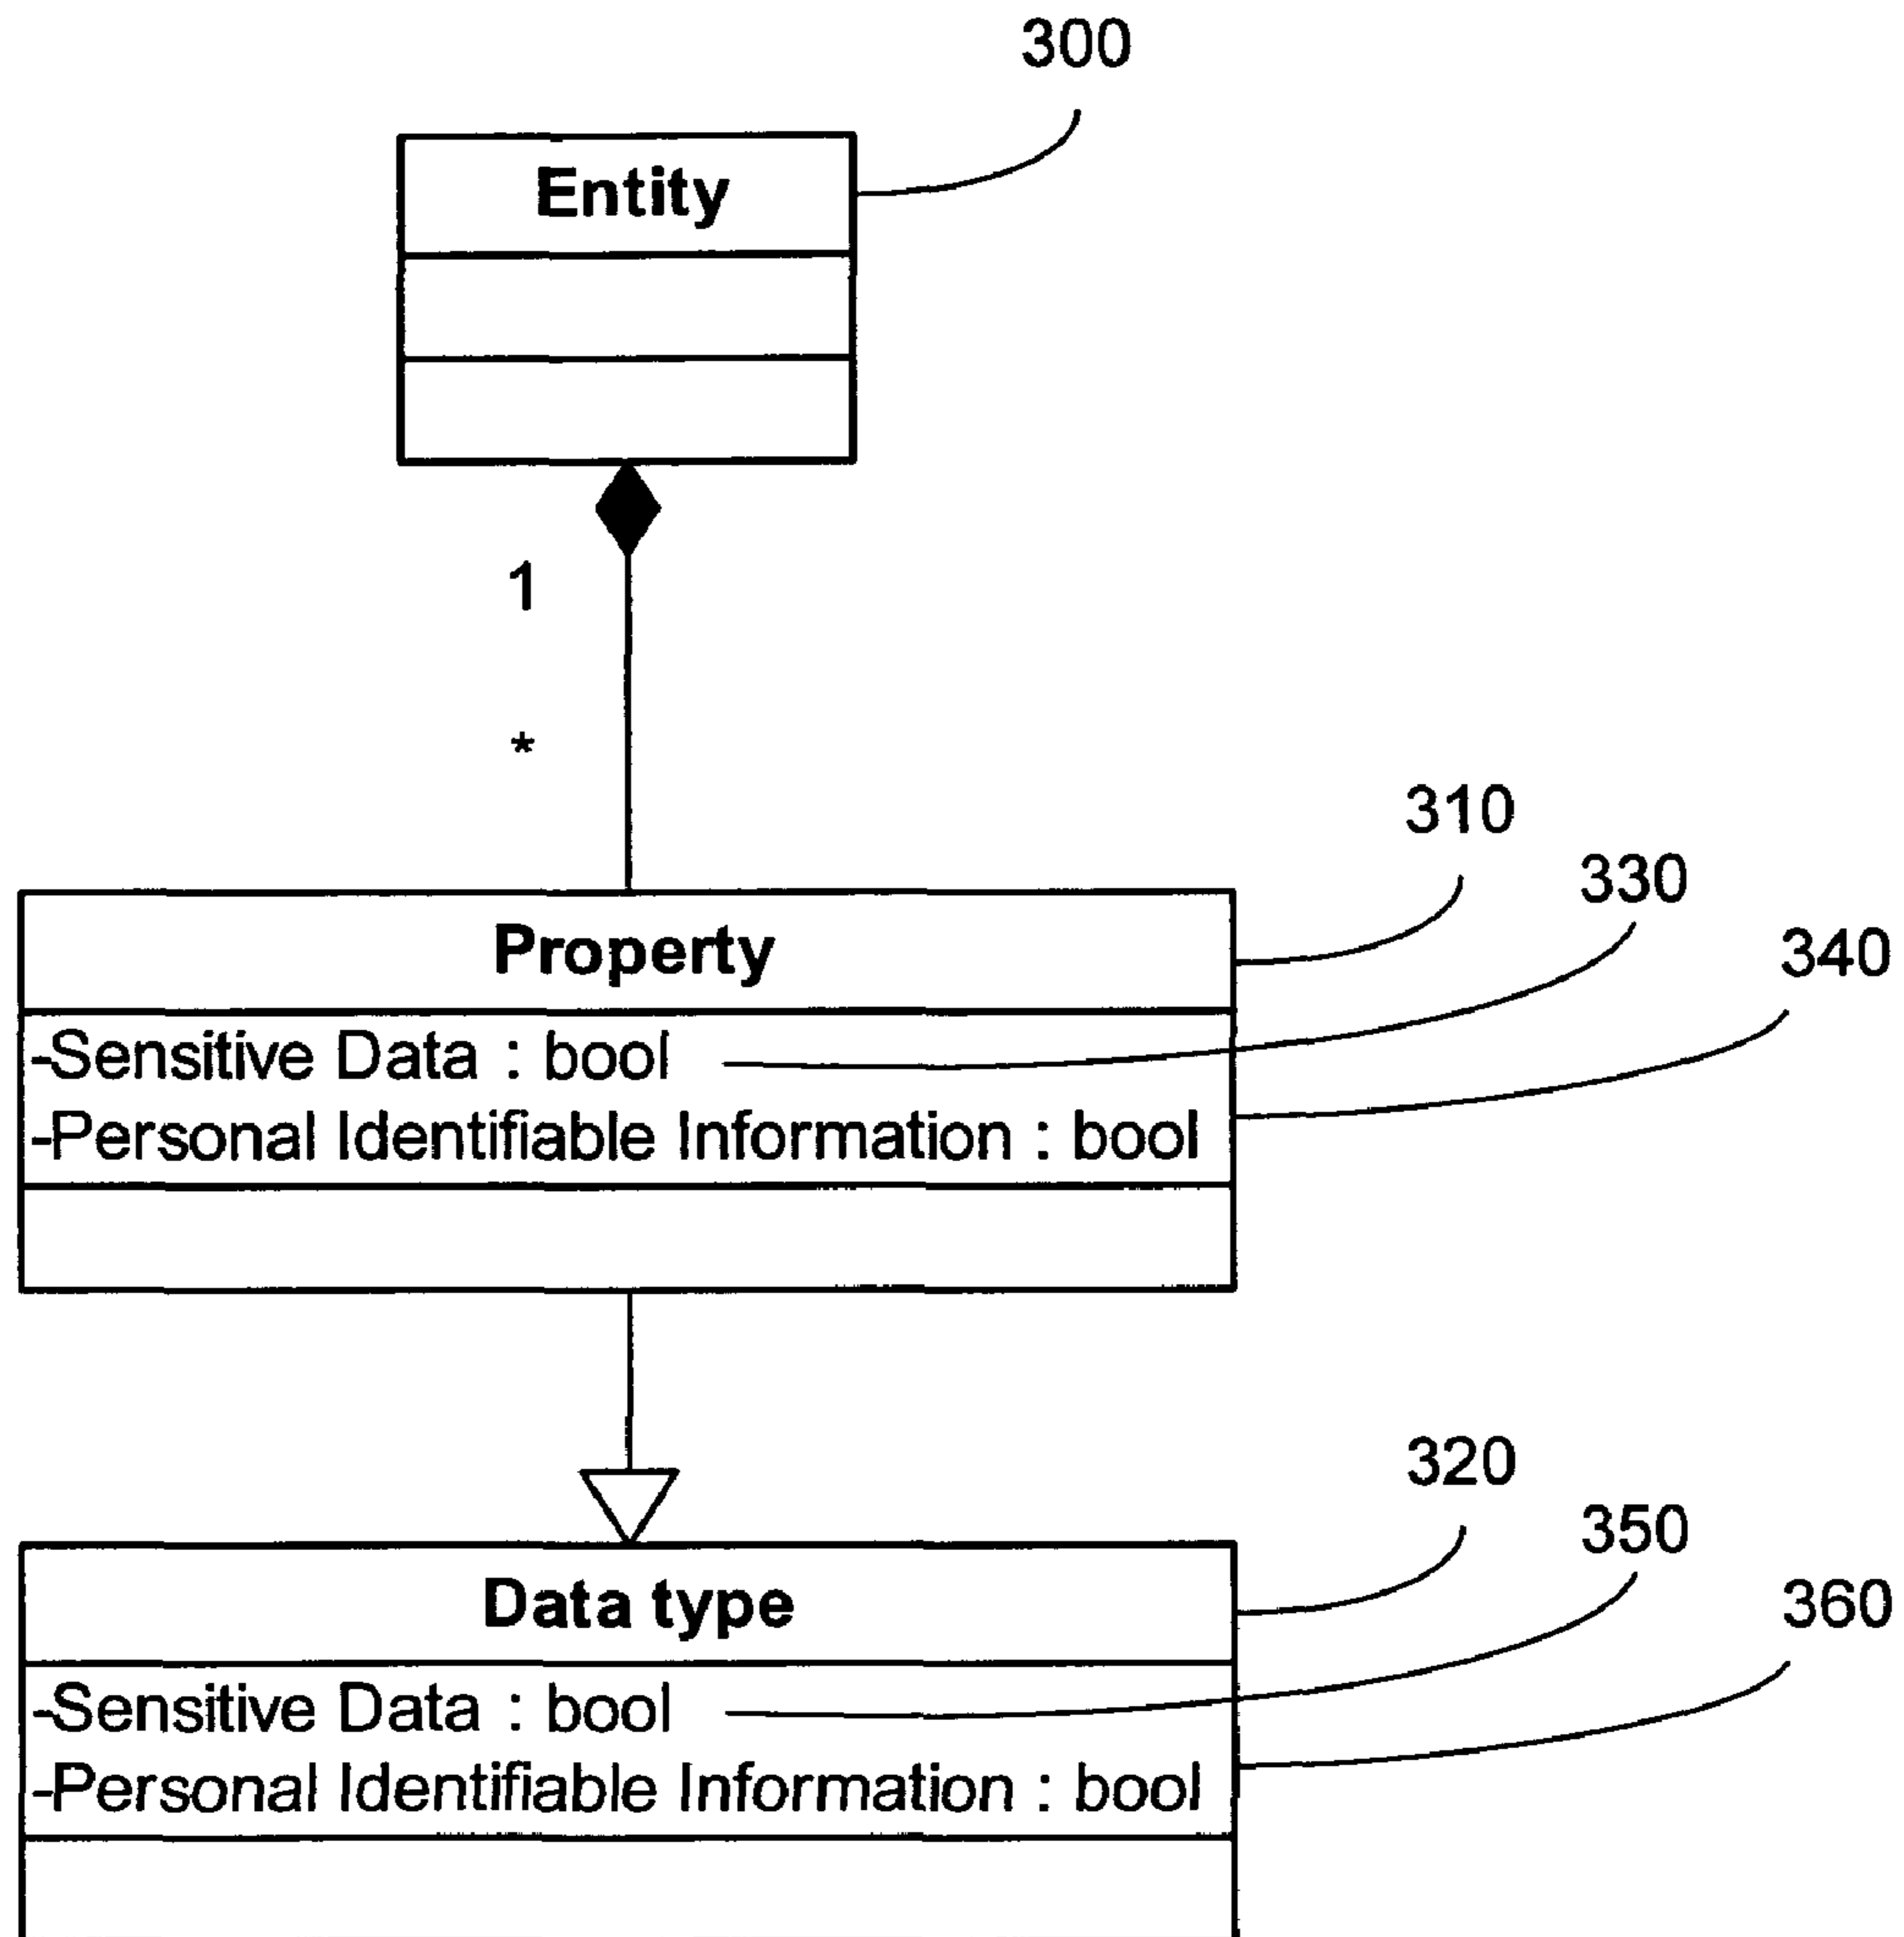 300
Entity
1
*
310
330
340
Property
-Sensitive Data : bool
-Personal Identifiable Information : bool
320
350
360
Data type
-Sensitive Data : bool
-Personal Identifiable Information : bool